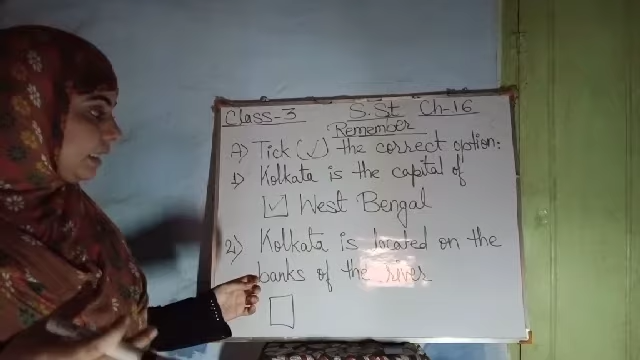 Class-3 S.St Ch-16
Remember
A) Tick (✓) the correct option:
1) Kolkata is the capital of
☑ West Bengal
2) Kolkata is located on the
banks of the river